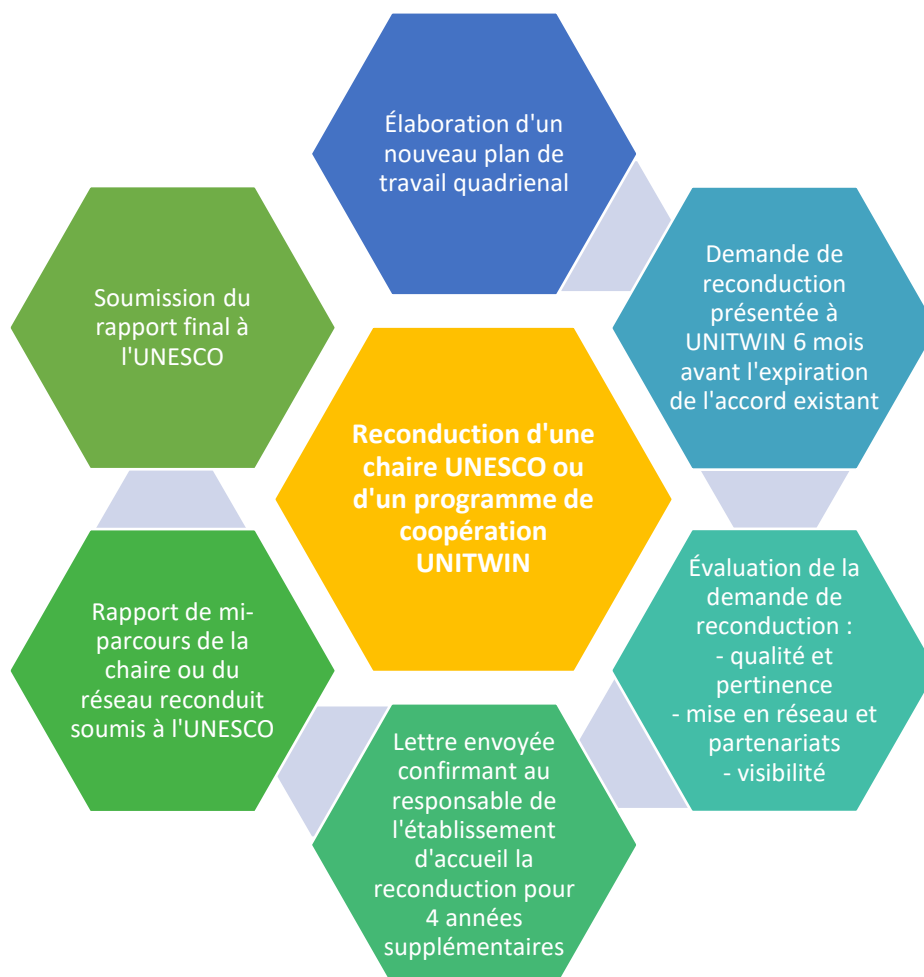 Élaboration d'un
nouveau plan de
travail quadrienal
Demande de
reconduction
présentée à
UNITWIN 6 mois
avant l'expiration
de l'accord existant
Évaluation de la
demande de
reconduction :
- qualité et
pertinence
- mise en réseau et
partenariats
- visibilité
Lettre envoyée
confirmant au
responsable de
l'établissement
d'accueil la
reconduction pour
4 années
supplémentaires
Rapport de mi-
parcours de la
chaire ou du
réseau reconduit
soumis à l'UNESCO
Soumission du
rapport final à
l'UNESCO
Reconduction d'une
chaire UNESCO ou
d'un programme de
coopération
UNITWIN